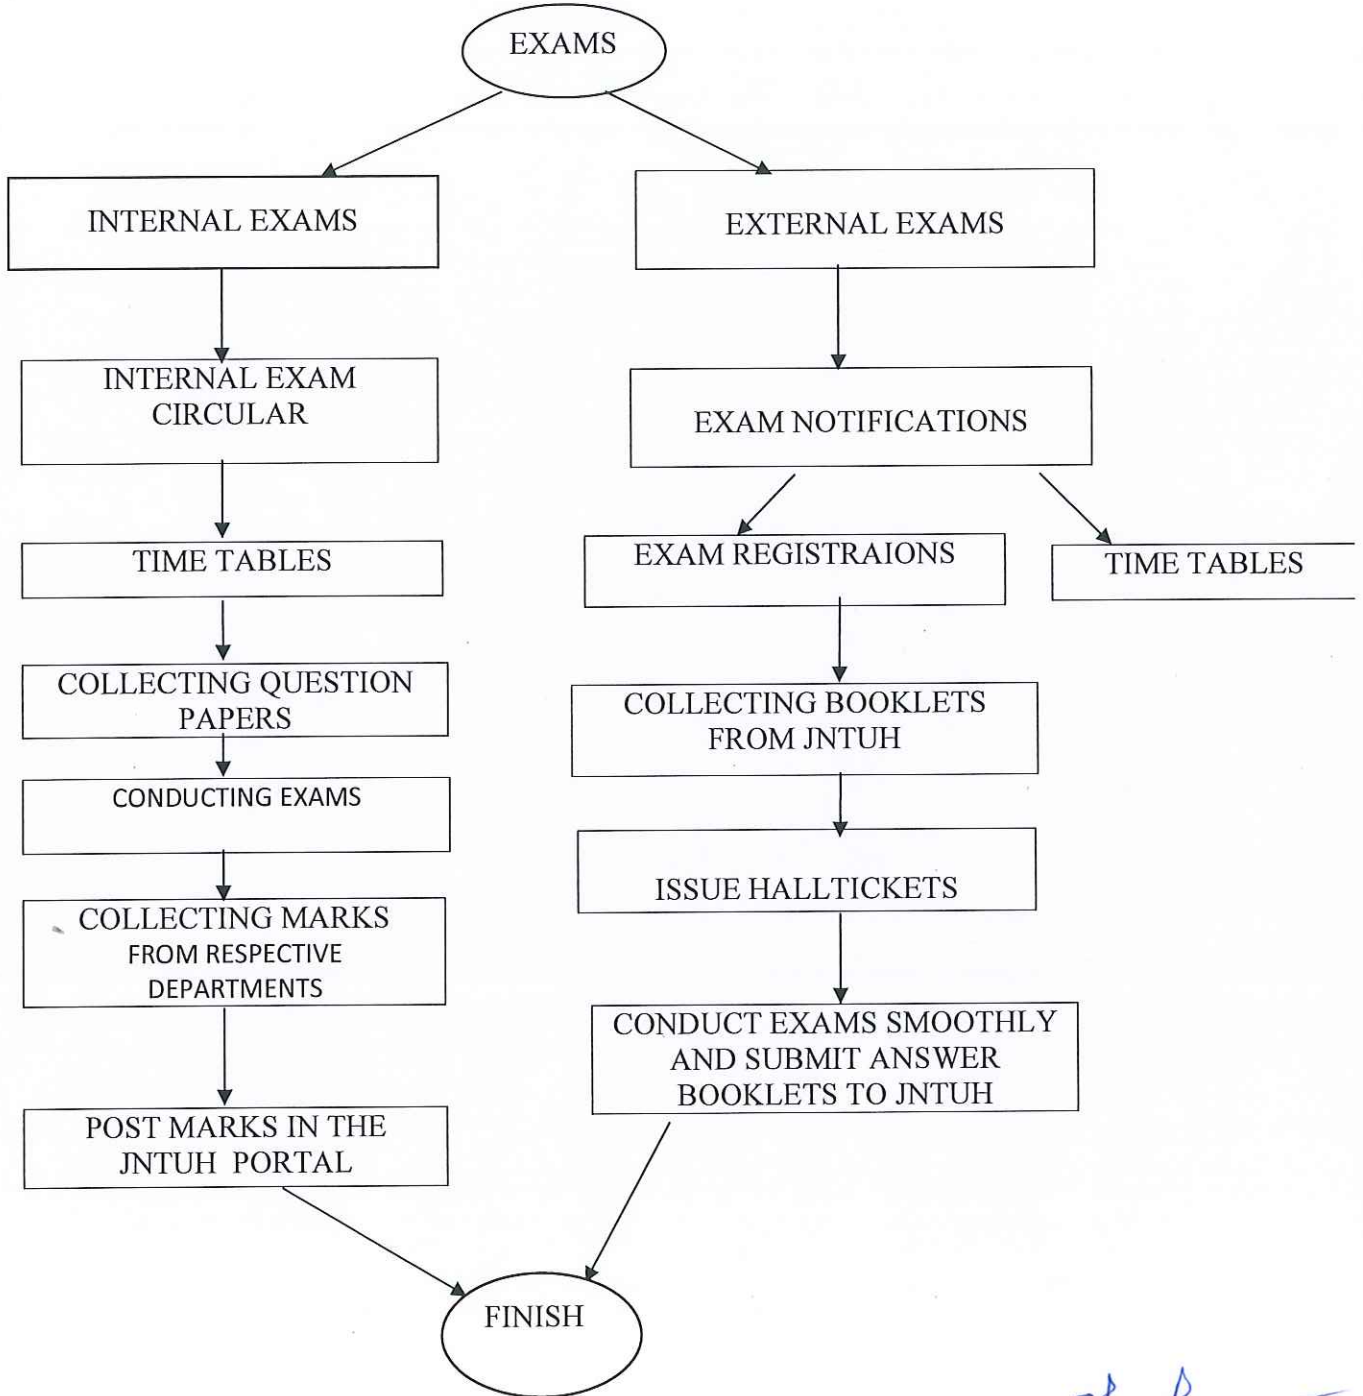 EXAMS
INTERNAL EXAMS
EXTERNAL EXAMS
INTERNAL EXAM
CIRCULAR
EXAM NOTIFICATIONS
TIME TABLES
EXAM REGISTRAIONS
TIME TABLES
COLLECTING QUESTION
PAPERS
COLLECTING BOOKLETS
FROM JNTUH
CONDUCTING EXAMS
ISSUE HALLTICKETS
COLLECTING MARKS
FROM RESPECTIVE
DEPARTMENTS
CONDUCT EXAMS SMOOTHLY
AND SUBMIT ANSWER
BOOKLETS TO JNTUH
POST MARKS IN THE
JNTUH PORTAL
FINISH